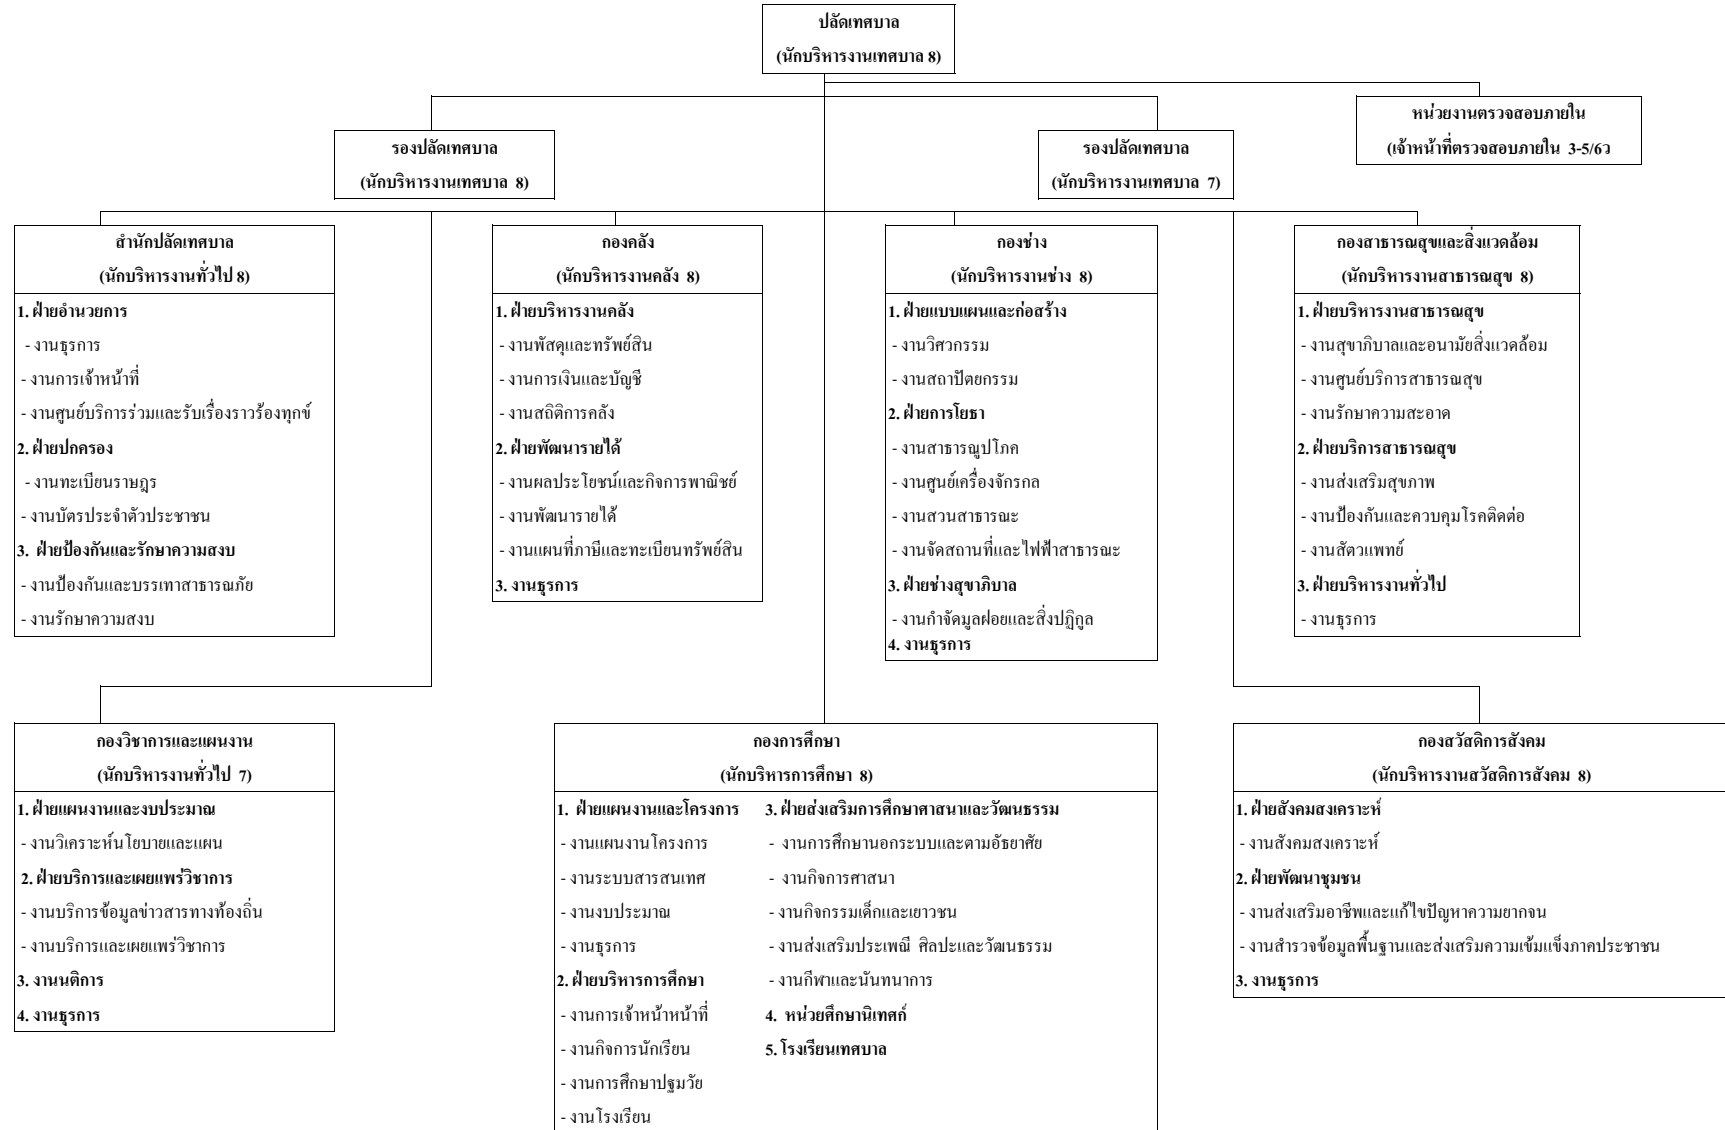 ปลัดเทศบาล
(นักบริหารงานเทศบาล 8)
หน่วยงานตรวจสอบภายใน
(เจ้าหน้าที่ตรวจสอบภายใน 3-5/6ว
รองปลัดเทศบาล
(นักบริหารงานเทศบาล 8)
รองปลัดเทศบาล
(นักบริหารงานเทศบาล 7)
สำนักปลัดเทศบาล
(นักบริหารงานทั่วไป 8)
1. ฝ่ายอำนวยการ
- งานธุรการ
- งานการเจ้าหน้าที่
- งานศูนย์บริการร่วมและรับเรื่องราวร้องทุกข์
2. ฝ่ายปกครอง
- งานทะเบียนราษฎร
- งานบัตรประจำตัวประชาชน
3. ฝ่ายป้องกันและรักษาความสงบ
- งานป้องกันและบรรเทาสาธารณภัย
- งานรักษาความสงบ
กองคลัง
(นักบริหารงานคลัง 8)
1. ฝ่ายบริหารงานคลัง
- งานพัสดุและทรัพย์สิน
- งานการเงินและบัญชี
- งานสถิติการคลัง
2. ฝ่ายพัฒนารายได้
- งานผลประโยชน์และกิจการพาณิชย์
- งานพัฒนารายได้
- งานแผนที่ภาษีและทะเบียนทรัพย์สิน
3. งานธุรการ
กองช่าง
(นักบริหารงานช่าง 8)
1. ฝ่ายแบบแผนและก่อสร้าง
- งานวิศวกรรม
- งานสถาปัตยกรรม
2. ฝ่ายการโยธา
- งานสาธารณูปโภค
- งานศูนย์เครื่องจักรกล
- งานสวนสาธารณะ
- งานจัดสถานที่และไฟฟ้าสาธารณะ
3. ฝ่ายช่างสุขาภิบาล
- งานกำจัดมูลฝอยและสิ่งปฏิกูล
4. งานธุรการ
กองสาธารณสุขและสิ่งแวดล้อม
(นักบริหารงานสาธารณสุข 8)
1. ฝ่ายบริหารงานสาธารณสุข
- งานสุขาภิบาลและอนามัยสิ่งแวดล้อม
- งานศูนย์บริการสาธารณสุข
- งานรักษาความสะอาด
2. ฝ่ายบริการสาธารณสุข
- งานส่งเสริมสุขภาพ
- งานป้องกันและควบคุมโรคติดต่อ
- งานสัตวแพทย์
3. ฝ่ายบริหารงานทั่วไป
- งานธุรการ
กองวิชาการและแผนงาน
(นักบริหารงานทั่วไป 7)
1. ฝ่ายแผนงานและงบประมาณ
- งานวิเคราะห์นโยบายและแผน
2. ฝ่ายบริการและเผยแพร่วิชาการ
- งานบริการข้อมูลข่าวสารทางท้องถิ่น
- งานบริการและเผยแพร่วิชาการ
3. งานนติการ
4. งานธุรการ
กองการศึกษา
(นักบริหารการศึกษา 8)
1. ฝ่ายแผนงานและโครงการ
- งานแผนงานโครงการ
- งานระบบสารสนเทศ
- งานงบประมาณ
- งานธุรการ
2. ฝ่ายบริหารการศึกษา
- งานการเจ้าหน้าหน้าที่
- งานกิจการนักเรียน
- งานการศึกษาปฐมวัย
- งานโรงเรียน
3. ฝ่ายส่งเสริมการศึกษาศาสนาและวัฒนธรรม
- งานการศึกษานอกระบบและตามอัธยาศัย
- งานกิจการศาสนา
- งานกิจกรรมเด็กและเยาวชน
- งานส่งเสริมประเพณี ศิลปะและวัฒนธรรม
- งานกีฬาและนันทนาการ
4. หน่วยศึกษานิเทศก์
5. โรงเรียนเทศบาล
กองสวัสดิการสังคม
(นักบริหารงานสวัสดิการสังคม 8)
1. ฝ่ายสังคมสงเคราะห์
- งานสังคมสงเคราะห์
2. ฝ่ายพัฒนาชุมชน
- งานส่งเสริมอาชีพและแก้ไขปัญหาความยากจน
- งานสำรวจข้อมูลพื้นฐานและส่งเสริมความเข้มแข็งภาคประชาชน
3. งานธุรการ